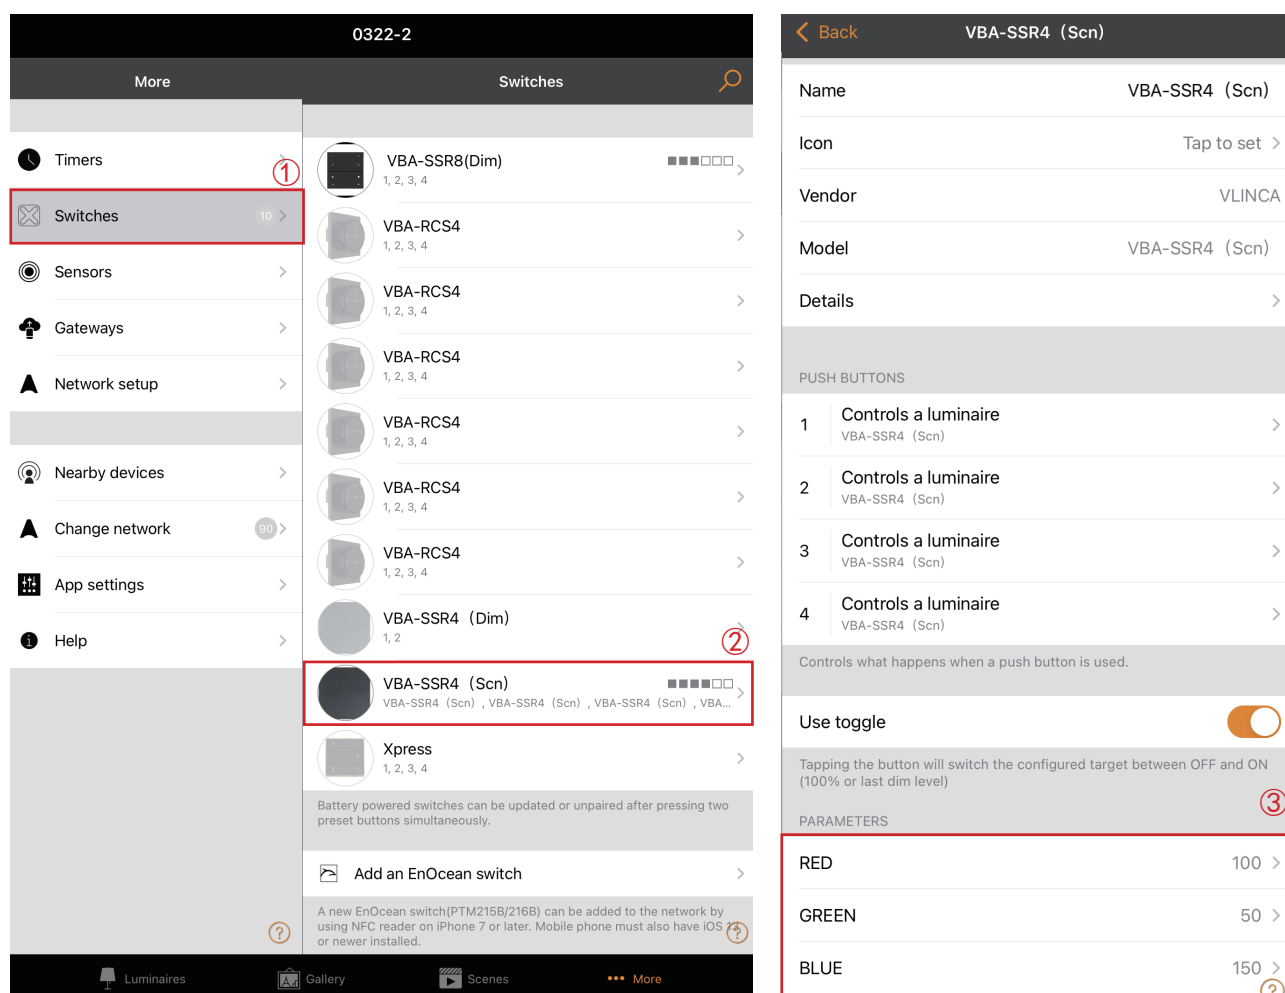 0322-2
More
Timers
①
Switches
10
Sensors
Gateways
Network setup
Nearby devices
Change network
90
App settings
Help
?
Switches
VBA-SSR8(Dim)
1, 2, 3, 4
VBA-RCS4
1, 2, 3, 4
VBA-RCS4
1, 2, 3, 4
VBA-RCS4
1, 2, 3, 4
VBA-RCS4
1, 2, 3, 4
VBA-RCS4
1, 2, 3, 4
VBA-RCS4
1, 2, 3, 4
VBA-SSR4（Dim）
1, 2
②
VBA-SSR4（Scn）
VBA-SSR4（Scn）, VBA-SSR4（Scn）, VBA-SSR4（Scn）, VBA...
Xpress
1, 2, 3, 4
Battery powered switches can be updated or unpaired after pressing two
preset buttons simultaneously.
Add an EnOcean switch
A new EnOcean switch(PTM215B/216B) can be added to the network by
using NFC reader on iPhone 7 or later. Mobile phone must also have iOS 13
or newer installed.
?
Luminaires
Gallery
Scenes
More
Back
VBA-SSR4（Scn）
Name VBA-SSR4（Scn）
Icon Tap to set
Vendor VLINCA
Model VBA-SSR4（Scn）
Details
PUSH BUTTONS
1 Controls a luminaire
VBA-SSR4（Scn）
2 Controls a luminaire
VBA-SSR4（Scn）
3 Controls a luminaire
VBA-SSR4（Scn）
4 Controls a luminaire
VBA-SSR4（Scn）
Controls what happens when a push button is used.
Use toggle
Tapping the button will switch the configured target between OFF and ON
(100% or last dim level)
③
PARAMETERS
RED 100
GREEN 50
BLUE 150
?